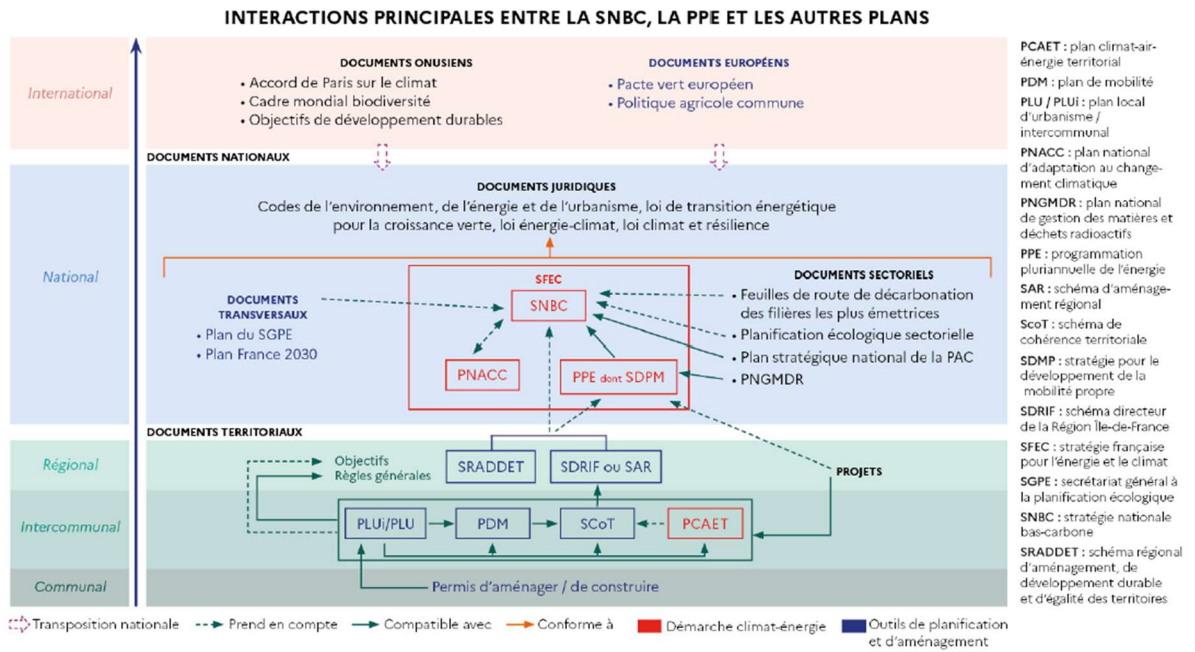 INTERACTIONS PRINCIPALES ENTRE LA SNBC, LA PPE ET LES AUTRES PLANS
International
DOCUMENTS ONUSIENS
• Accord de Paris sur le climat
• Cadre mondial biodiversité
• Objectifs de développement durables
DOCUMENTS EUROPÉENS
• Pacte vert européen
• Politique agricole commune
DOCUMENTS NATIONAUX
National
DOCUMENTS JURIDIQUES
Codes de l'environnement, de l'énergie et de l'urbanisme, loi de transition énergétique
pour la croissance verte, loi énergie-climat, loi climat et résilience
DOCUMENTS
TRANSVERSAUX
• Plan du SGPE
• Plan France 2030
SFEC
SNBC
PNACC
PPE dont SDPM
DOCUMENTS SECTORIELS
• Feuilles de route de décarbonation
des filières les plus émettrices
• Planification écologique sectorielle
• Plan stratégique national de la PAC
• PNGMDR
DOCUMENTS TERRITORIAUX
Régional
Objectifs
Règles générales
SRADDET
SDRIF ou SAR
PROJETS
Intercommunal
PLUi/PLU
PDM
SCoT
PCAET
Communal
Permis d'aménager / de construire
PCAET : plan climat-air-
énergie territorial
PDM : plan de mobilité
PLU / PLUi : plan local
d'urbanisme /
intercommunal
PNACC : plan national
d'adaptation au change-
ment climatique
PNGMDR : plan national
de gestion des matières et
déchets radioactifs
PPE : programmation
pluriannuelle de l'énergie
SAR : schéma d'aménage-
ment régional
ScoT : schéma de
cohérence territoriale
SDMP : stratégie pour le
développement de la
mobilité propre
SDRIF : schéma directeur
de la Région Île-de-France
SFEC : stratégie française
pour l'énergie et le climat
SGPE : secrétariat général à
la planification écologique
SNBC : stratégie nationale
bas-carbone
SRADDET : schéma régional
d'aménagement, de
développement durable
et d'égalité des territoires
Transposition nationale
Prend en compte
Compatible avec
Conforme à
Démarche climat-énergie
Outils de planification
et d'aménagement